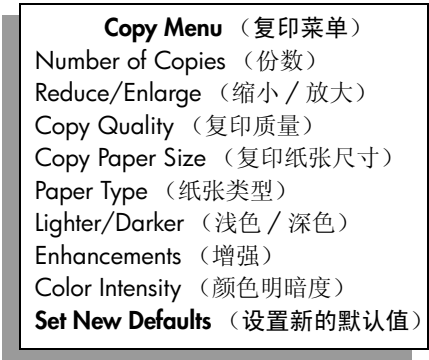 Copy Menu （复印菜单）
Number of Copies （份数）
Reduce/Enlarge （缩小 / 放大）
Copy Quality （复印质量）
Copy Paper Size （复印纸张尺寸）
Paper Type （纸张类型）
Lighter/Darker （浅色 / 深色）
Enhancements （增强）
Color Intensity （颜色明暗度）
Set New Defaults （设置新的默认值）